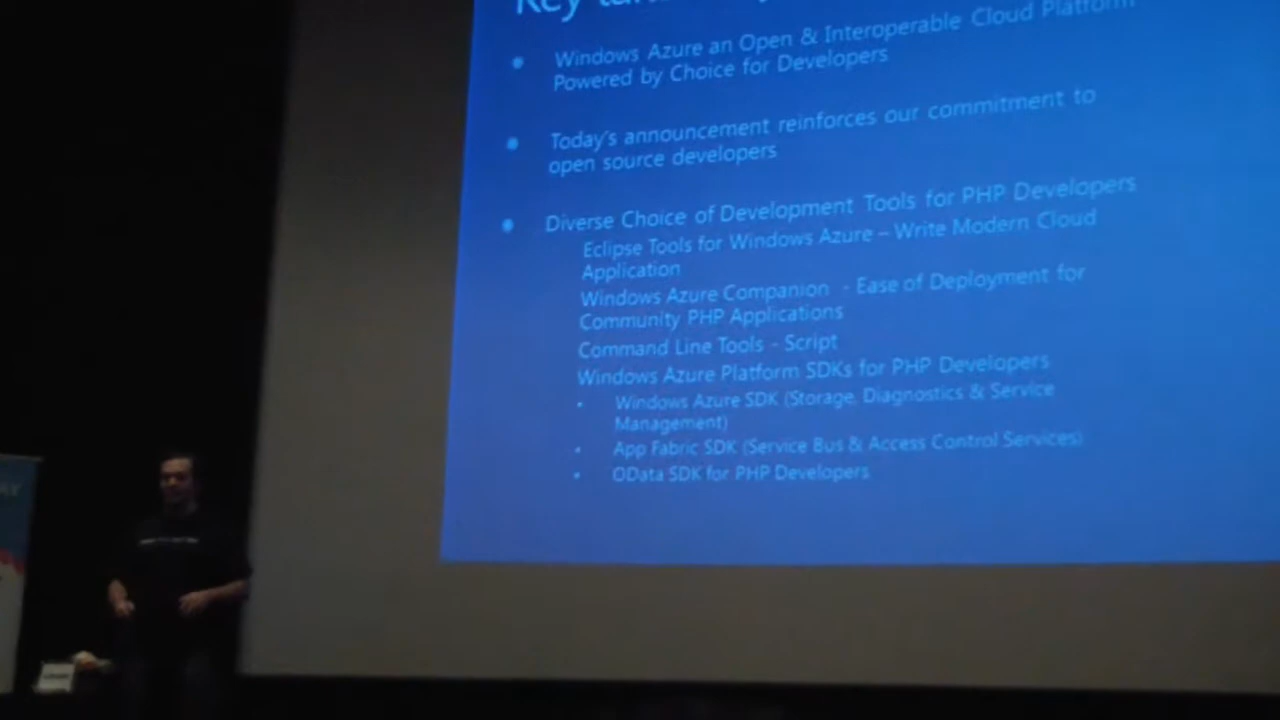 Key
Windows Azure an Open & Interoperable Cloud Platform
Powered by Choice for Developers
Today's announcement reinforces our commitment to
open source developers
Diverse Choice of Development Tools for PHP Developers
Eclipse Tools for Windows Azure – Write Modern Cloud
Application
Windows Azure Companion - Ease of Deployment for
Community PHP Applications
Command Line Tools - Script
Windows Azure Platform SDKs for PHP Developers
Windows Azure SDK (Storage, Diagnostics & Service
Management)
App Fabric SDK (Service Bus & Access Control Services)
OData SDK for PHP Developers